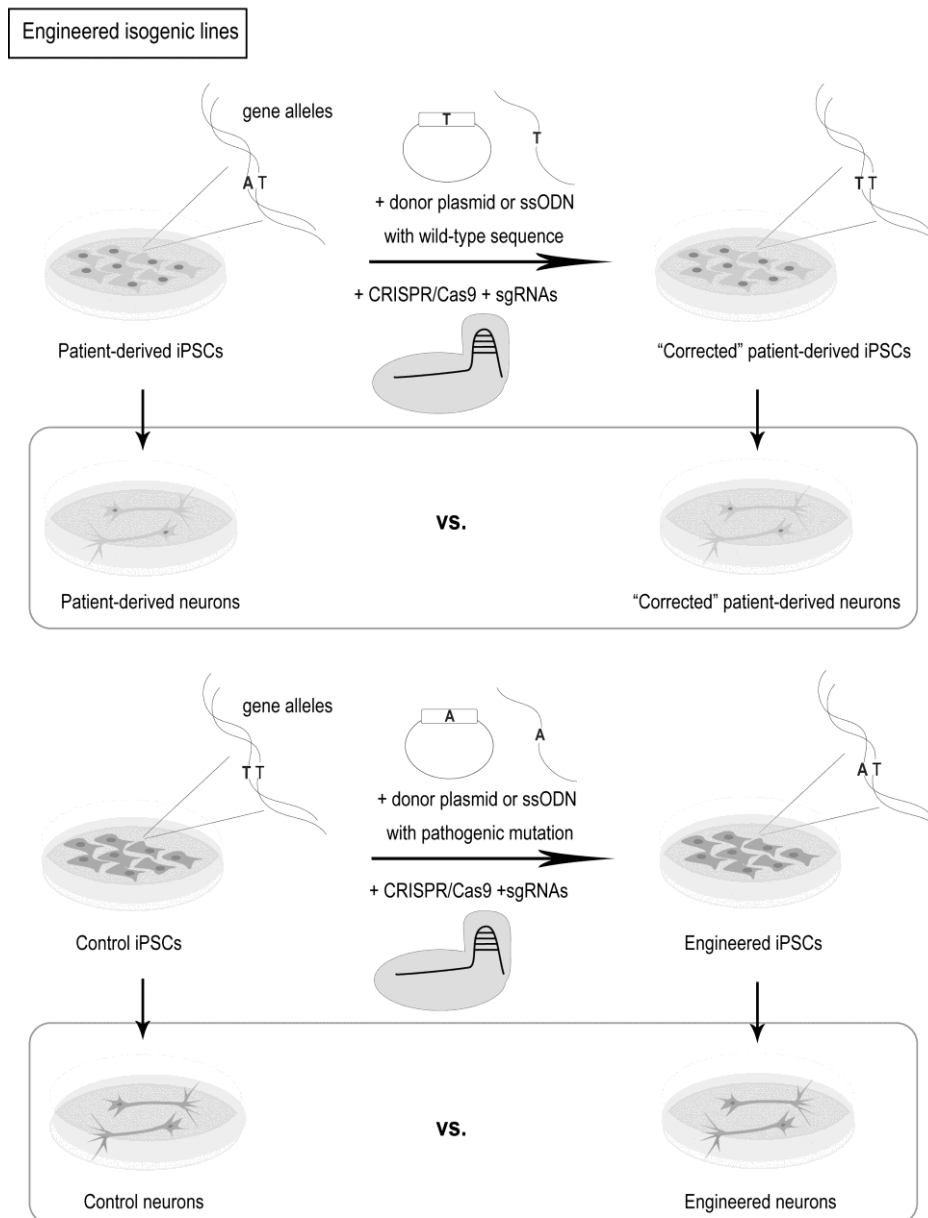 Engineered isogenic lines
gene alleles
A T
T
T
T T
+ donor plasmid or ssODN
with wild-type sequence
+ CRISPR/Cas9 + sgRNAs
Patient-derived iPSCs
“Corrected” patient-derived iPSCs
vs.
Patient-derived neurons
“Corrected” patient-derived neurons
gene alleles
T T
A
A
A T
+ donor plasmid or ssODN
with pathogenic mutation
+ CRISPR/Cas9 +sgRNAs
Control iPSCs
Engineered iPSCs
vs.
Control neurons
Engineered neurons